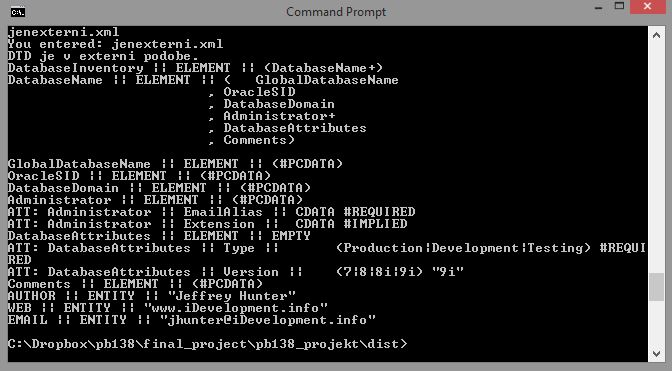 Command Prompt
jenexterni.xml
You entered: jenexterni.xml
DTD je v externi podobe.
DatabaseInventory ¦¦ ELEMENT ¦¦ (DatabaseName+)
DatabaseName ¦¦ ELEMENT ¦¦ (   GlobalDatabaseName
, OracleSID
, DatabaseDomain
, Administrator+
, DatabaseAttributes
, Comments)
GlobalDatabaseName ¦¦ ELEMENT ¦¦ (#PCDATA)
OracleSID ¦¦ ELEMENT ¦¦ (#PCDATA)
DatabaseDomain ¦¦ ELEMENT ¦¦ (#PCDATA)
Administrator ¦¦ ELEMENT ¦¦ (#PCDATA)
ATT: Administrator ¦¦ EmailAlias ¦¦ CDATA #REQUIRED
ATT: Administrator ¦¦ Extension ¦¦  CDATA #IMPLIED
DatabaseAttributes ¦¦ ELEMENT ¦¦ EMPTY
ATT: DatabaseAttributes ¦¦ Type ¦¦       (Production¦Development¦Testing) #REQUI
RED
ATT: DatabaseAttributes ¦¦ Version ¦¦    (7¦8¦8i¦9i) "9i"
Comments ¦¦ ELEMENT ¦¦ (#PCDATA)
AUTHOR ¦¦ ENTITY ¦¦ "Jeffrey Hunter"
WEB ¦¦ ENTITY ¦¦ "www.iDevelopment.info"
EMAIL ¦¦ ENTITY ¦¦ "jhunter@iDevelopment.info"
C:\Dropbox\pb138\final_project\pb138_projekt\dist>